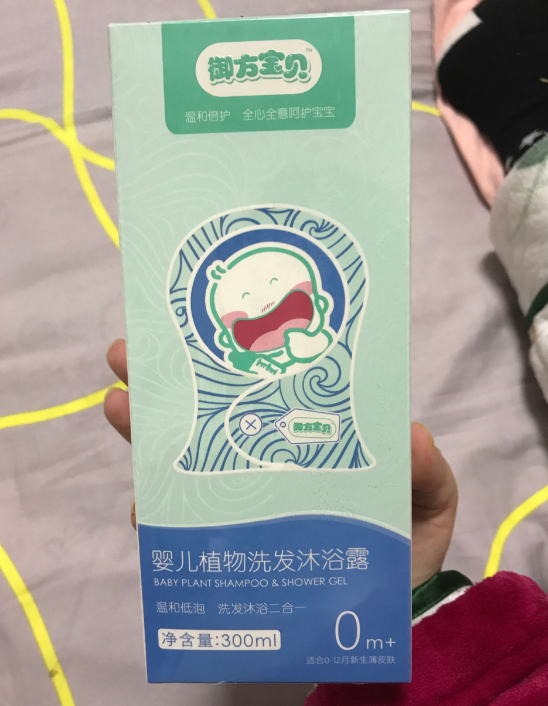 御方宝贝™
温和倍护 全心全意呵护宝宝
御方宝贝
婴儿植物洗发沐浴露
BABY PLANT SHAMPOO & SHOWER GEL
温和低泡 洗发沐浴二合一
净含量:300ml
0m+
适合0-12月新生薄皮肤